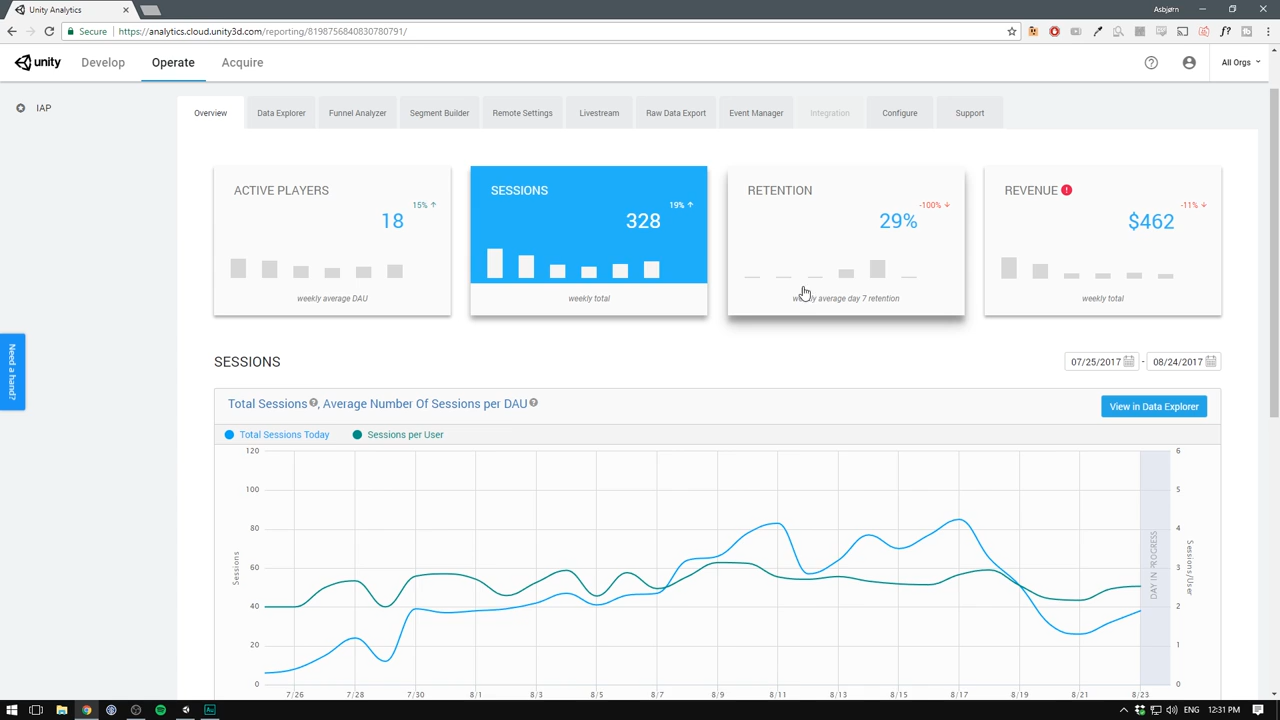 Unity Analytics
Asbjørn
Secure
https://analytics.cloud.unity3d.com/reporting/8198756840830780791/
f?
unity
Develop
Operate
Acquire
All Orgs
IAP
Overview
Data Explorer
Funnel Analyzer
Segment Builder
Remote Settings
Livestream
Raw Data Export
Event Manager
Integration
Configure
Support
ACTIVE PLAYERS
15% ↑
18
weekly average DAU
SESSIONS
19% ↑
328
weekly total
RETENTION
-100% ↓
29%
weekly average day 7 retention
REVENUE !
-11% ↓
$462
weekly total
Need a hand?
SESSIONS
07/25/2017 - 08/24/2017
Total Sessions?, Average Number Of Sessions per DAU?
View in Data Explorer
Total Sessions Today
Sessions per User
120
100
80
60
40
20
0
Sessions
6
5
4
3
2
1
0
Sessions/User
DAY IN PROGRESS
7/26 7/28 7/30 8/1 8/3 8/5 8/7 8/9 8/11 8/13 8/15 8/17 8/19 8/21 8/23
Au
ENG
12:31 PM